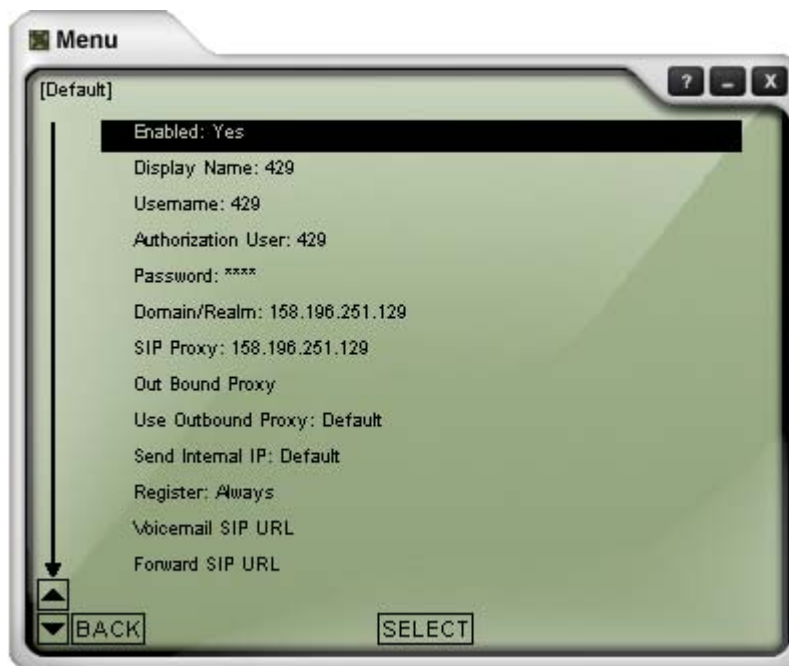 Menu
[Default]
? - X
Enabled: Yes
Display Name: 429
Username: 429
Authorization User: 429
Password: ****
Domain/Realm: 158.196.251.129
SIP Proxy: 158.196.251.129
Out Bound Proxy
Use Outbound Proxy: Default
Send Internal IP: Default
Register: Always
Voicemail SIP URL
Forward SIP URL
BACK SELECT